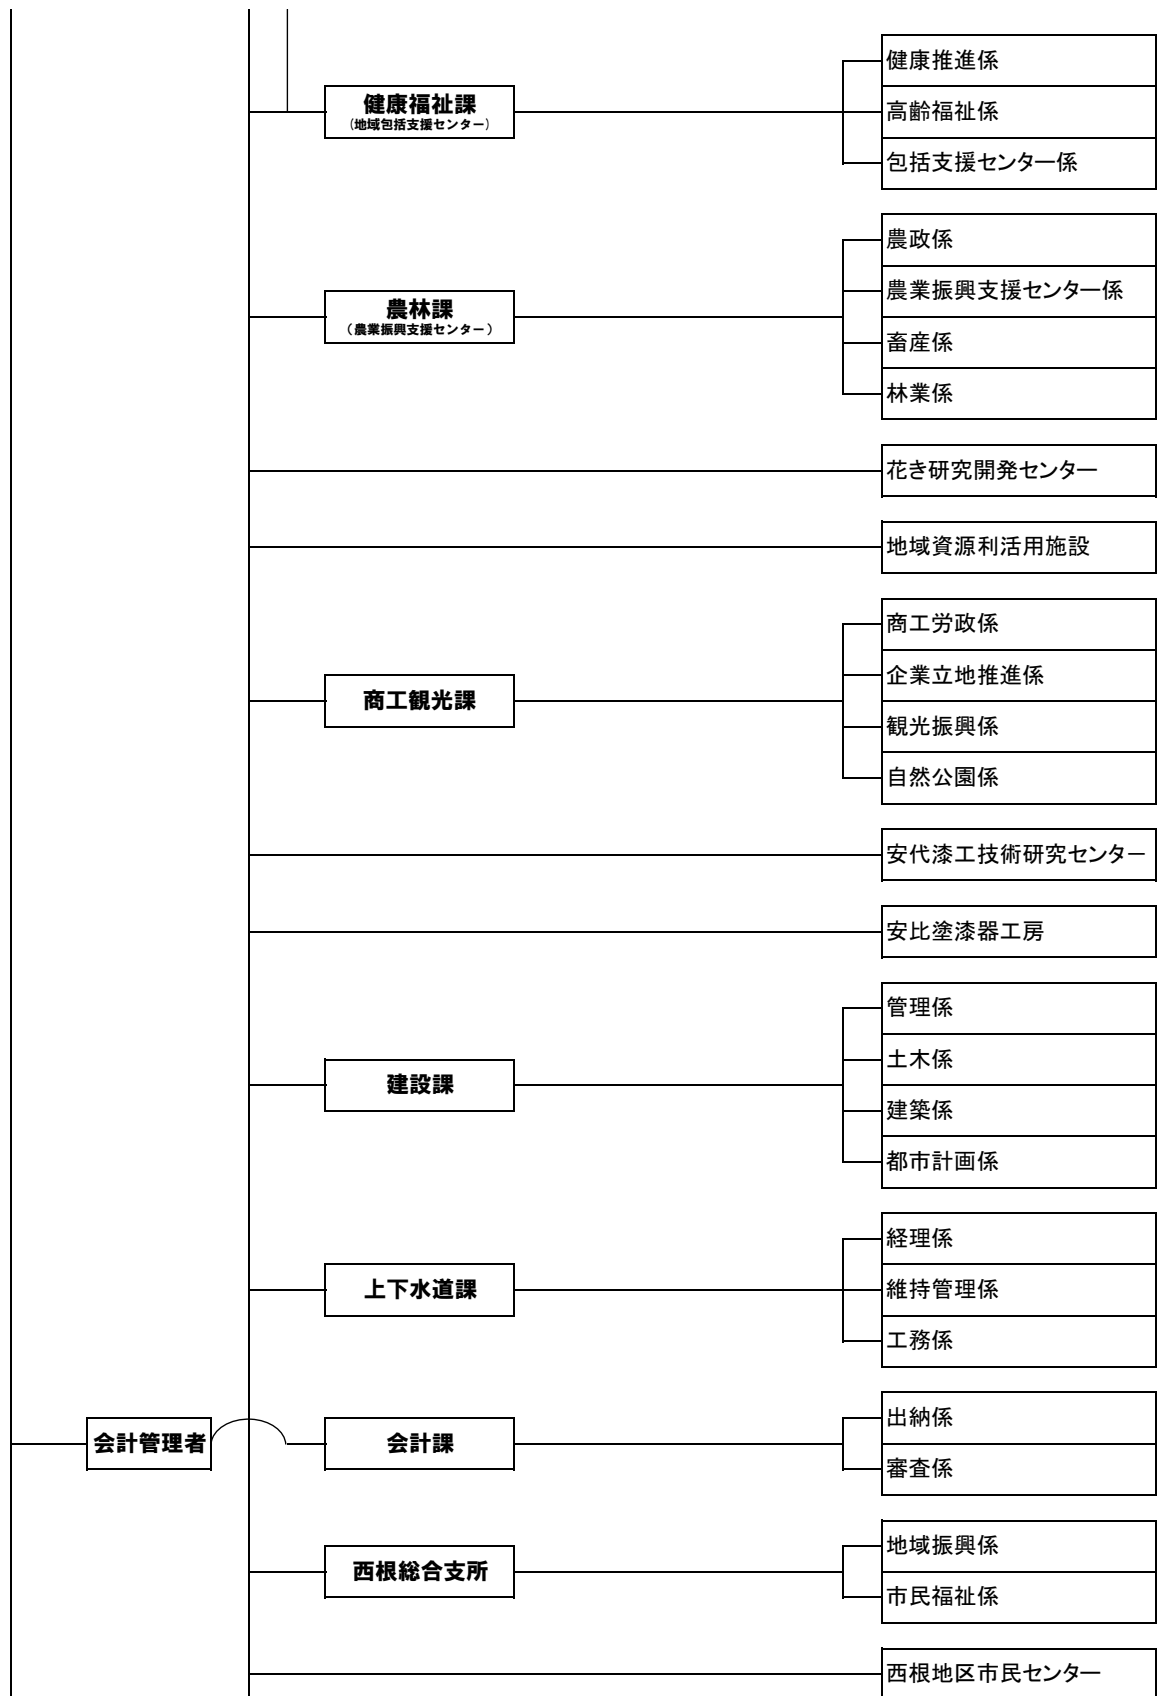 健康推進係
健康福祉課
（地域包括支援センター）
高齢福祉係
包括支援センター係
農政係
農業振興支援センター係
農林課
（農業振興支援センター）
畜産係
林業係
花き研究開発センター
地域資源利活用施設
商工労政係
企業立地推進係
商工観光課
観光振興係
自然公園係
安代漆工技術研究センター
安比塗漆器工房
管理係
土木係
建設課
建築係
都市計画係
経理係
上下水道課
維持管理係
工務係
出納係
会計管理者
会計課
審査係
地域振興係
西根総合支所
市民福祉係
西根地区市民センター